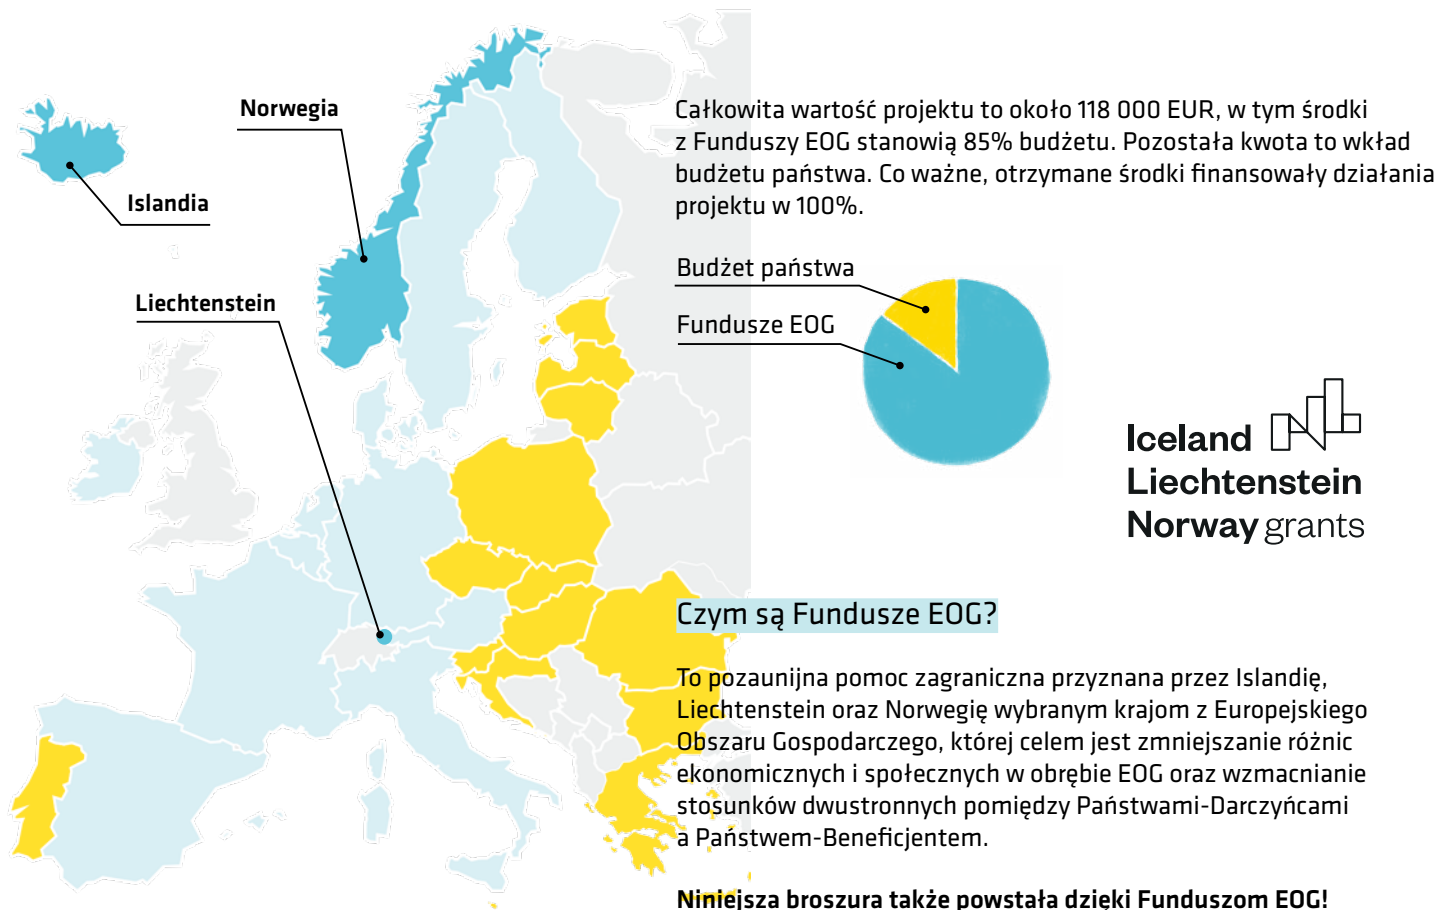 Norwegia
Islandia
Liechtenstein
Całkowita wartość projektu to około 118 000 EUR, w tym środki
z Funduszy EOG stanowią 85% budżetu. Pozostała kwota to wkład
budżetu państwa. Co ważne, otrzymane środki finansowały działania
projektu w 100%.
Budżet państwa
Fundusze EOG
Iceland
Liechtenstein
Norway grants
Czym są Fundusze EOG?
To pozaunijna pomoc zagraniczna przyznana przez Islandię,
Liechtenstein oraz Norwegię wybranym krajom z Europejskiego
Obszaru Gospodarczego, której celem jest zmniejszanie różnic
ekonomicznych i społecznych w obrębie EOG oraz wzmacnianie
stosunków dwustronnych pomiędzy Państwami-Darczyńcami
a Państwem-Beneficjentem.
Niniejsza broszura także powstała dzięki Funduszom EOG!